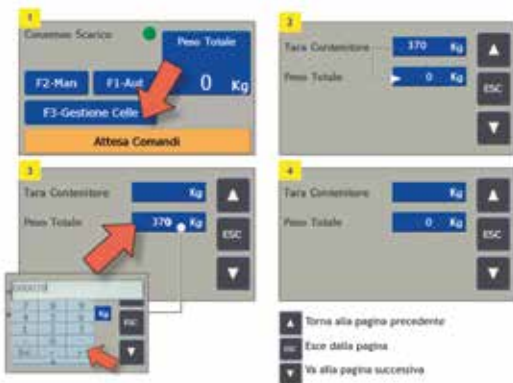 1
Consenso Scarico
Peso Totale
F2-Man
F1-Aut
0 Kg
F3-Gestione Celle
Attesa Comandi
2
Tara Contenitore 370 Kg
Peso Totale 0 Kg
ESC
3
Tara Contenitore Kg
Peso Totale 370 Kg
ESC
Kg
4
Tara Contenitore Kg
Peso Totale 0 Kg
ESC
Torna alla pagina precedente
ESC Esce dalla pagina
Va alla pagina successiva